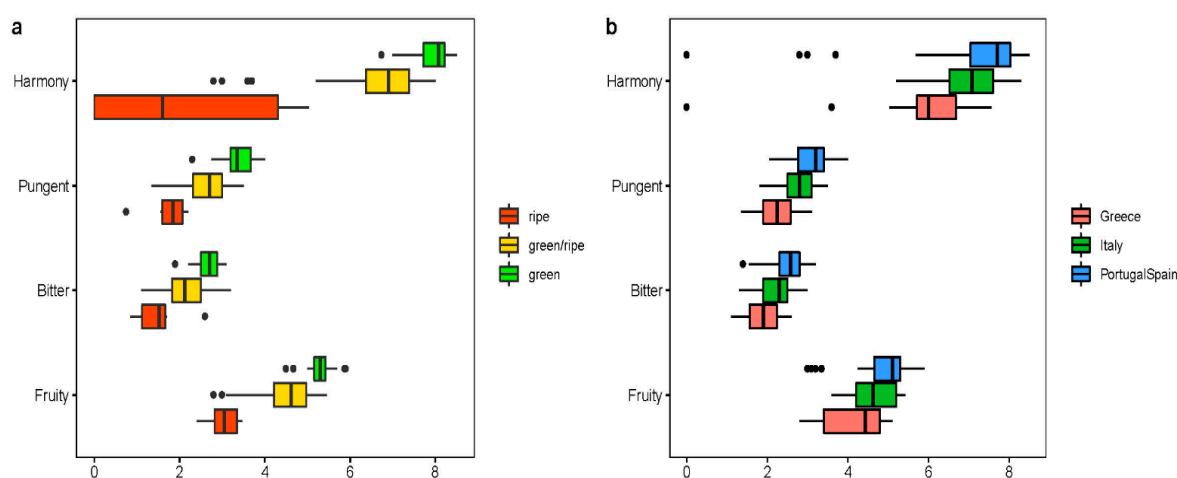 a
Harmony
Pungent
Bitter
Fruity
0 2 4 6 8
ripe
green/ripe
green
b
Harmony
Pungent
Bitter
Fruity
0 2 4 6 8
Greece
Italy
PortugalSpain